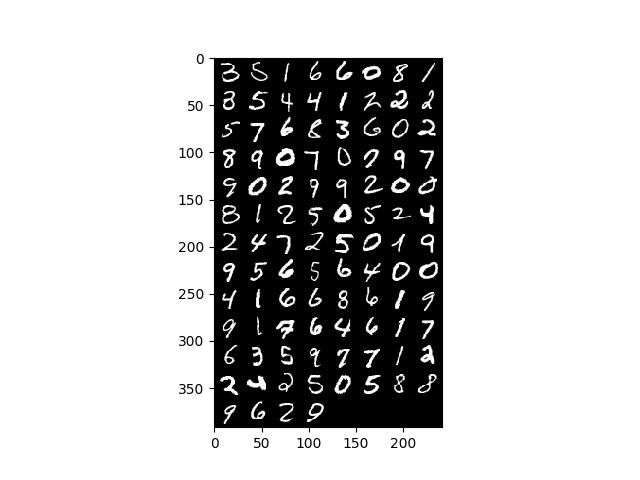 0
50
100
150
200
250
300
350
0 50 100 150 200
3 5 1 6 6 0 8 1
8 5 4 4 1 2 2 2
5 7 6 8 3 6 0 2
8 9 0 7 0 7 9 7
9 0 2 9 9 2 0 0
8 1 2 5 0 5 2 4
2 4 7 2 5 0 1 9
9 5 6 5 6 4 0 0
4 1 6 6 8 6 1 9
9 1 7 6 4 6 1 7
6 3 5 9 7 7 1 2
2 4 2 5 0 5 8 8
9 6 2 9